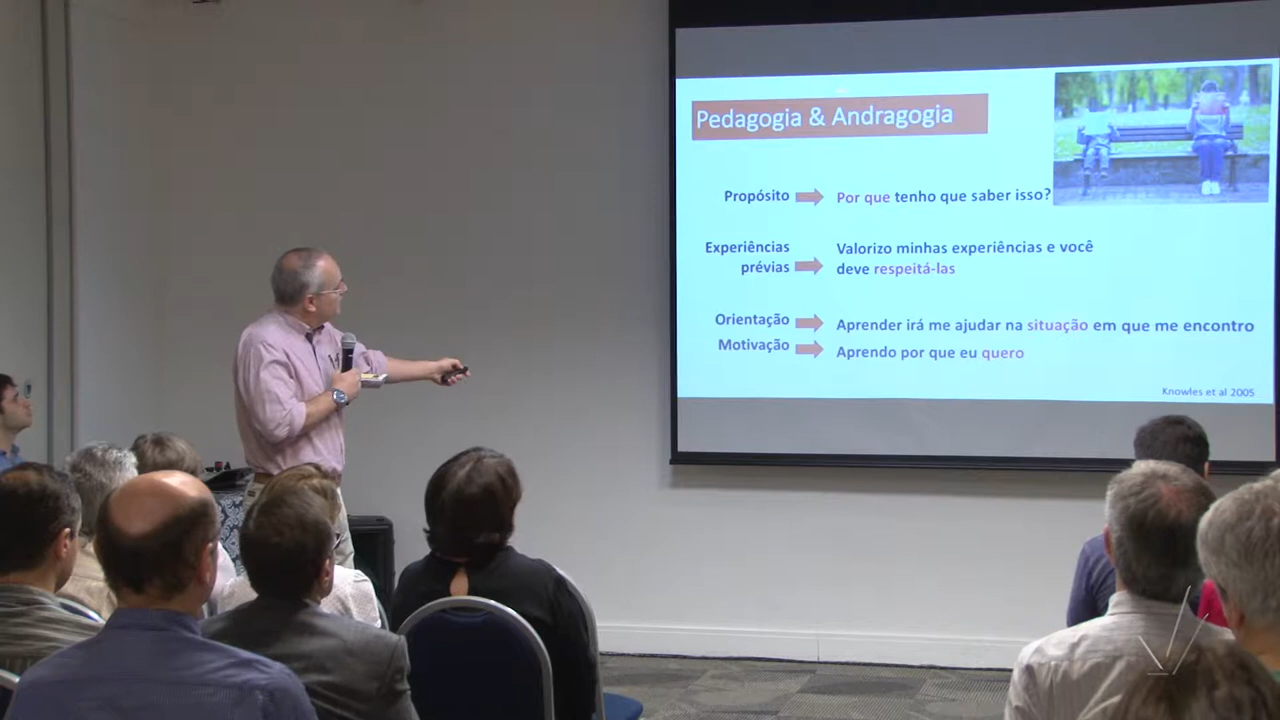 Pedagogia & Andragogia
Propósito
Por que tenho que saber isso?
Experiências
prévias
Valorizo minhas experiências e você
deve respeitá-las
Orientação
Aprender irá me ajudar na situação em que me encontro
Motivação
Aprendo por que eu quero
Knowles et al 2005